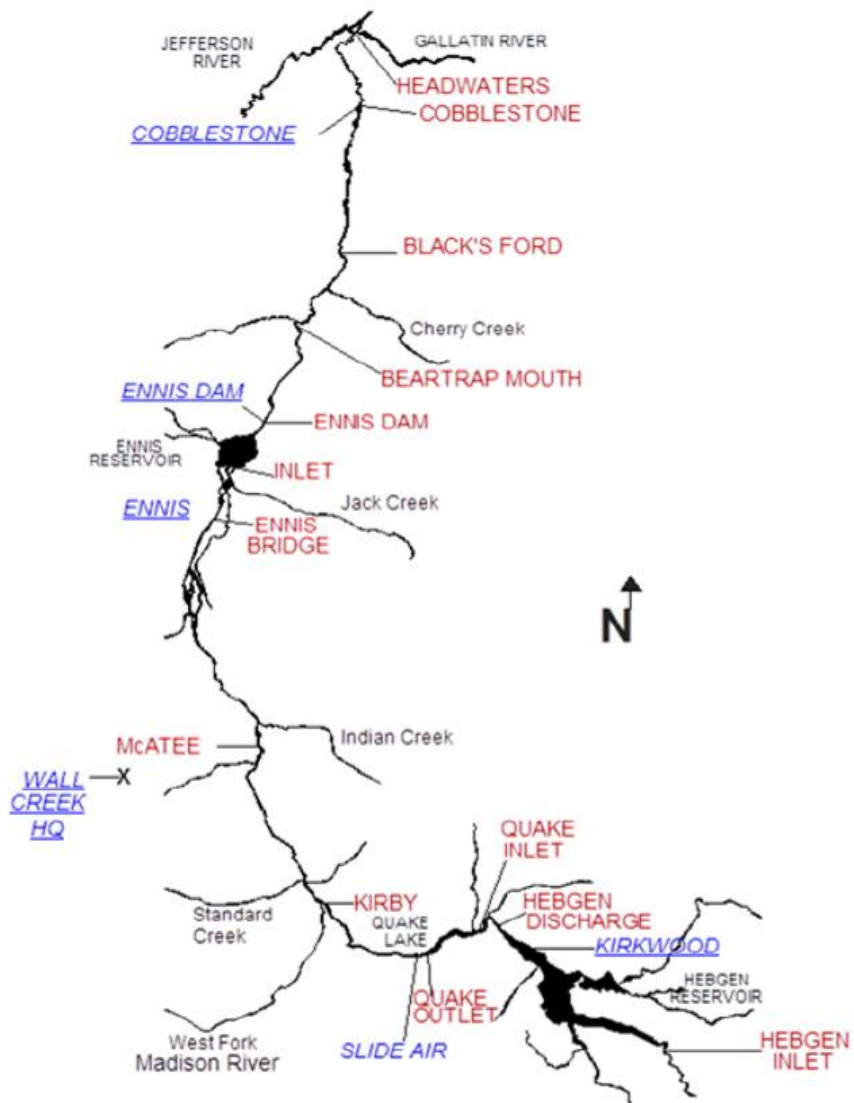 JEFFERSON
RIVER
GALLATIN RIVER
HEADWATERS
COBBLESTONE
COBBLESTONE
BLACK'S FORD
Cherry Creek
BEARTRAP MOUTH
ENNIS DAM
ENNIS DAM
ENNIS
RESERVOIR
INLET
ENNIS
Jack Creek
ENNIS
BRIDGE
N
McATEE
Indian Creek
WALL
CREEK
HQ
X
QUAKE
INLET
KIRBY
HEBGEN
DISCHARGE
Standard
Creek
QUAKE
LAKE
KIRKWOOD
HEBGEN
RESERVOIR
QUAKE
OUTLET
West Fork
Madison River
SLIDE AIR
HEBGEN
INLET